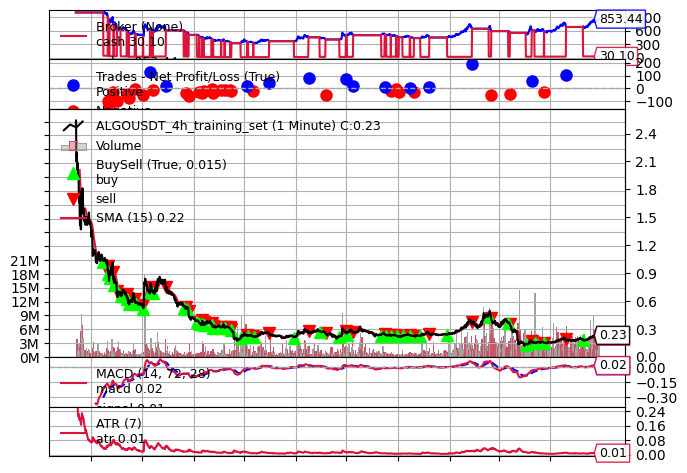 Broker (None)
cash 30.10
853.44
600
300
30.10
Trades - Net Profit/Loss (True)
Positive
200
100
0
−100
ALGOUSDT_4h_training_set (1 Minute) C:0.23
Volume
BuySell (True, 0.015)
buy
sell
SMA (15) 0.22
2.4
2.1
1.8
1.5
1.2
0.9
0.6
0.3
0.23
0.0
21M
18M
15M
12M
9M
6M
3M
0M
MACD (14, 72, 28)
macd 0.02
0.02
0.00
−0.15
−0.30
ATR (7)
atr 0.01
0.24
0.16
0.08
0.01
0.00